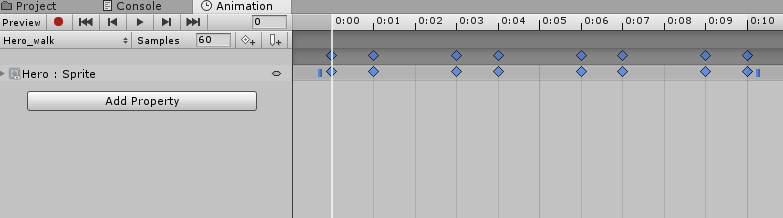 Project Console Animation
Preview 0 0:00 0:01 0:02 0:03 0:04 0:05 0:06 0:07 0:08 0:09 0:10
Hero_walk Samples 60
Hero : Sprite
Add Property